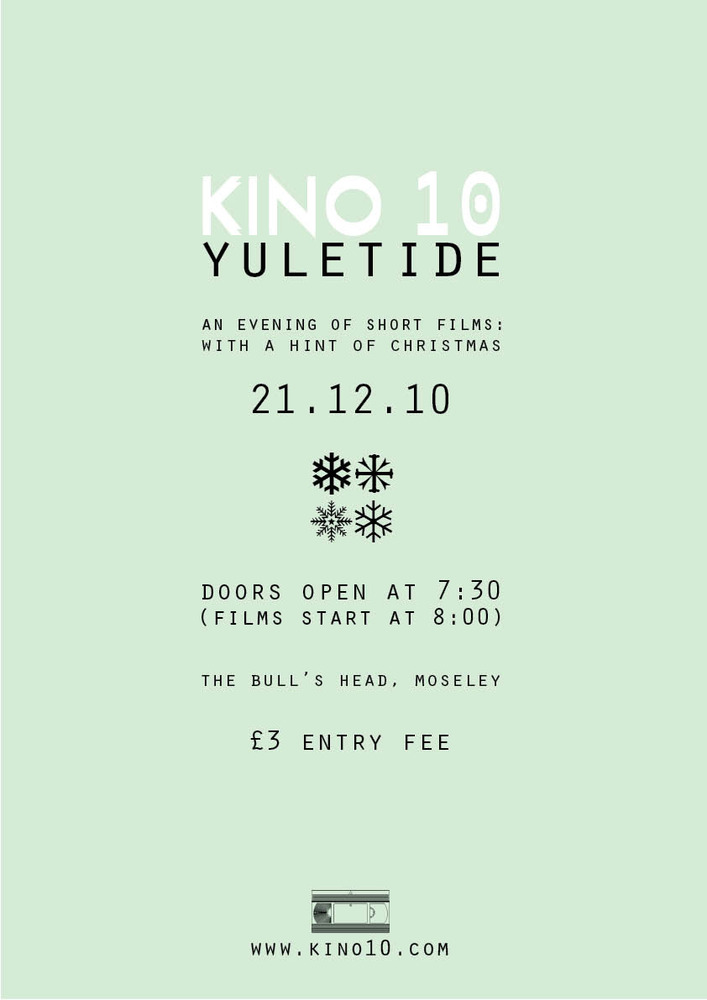 KINO 10
YULETIDE
AN EVENING OF SHORT FILMS:
WITH A HINT OF CHRISTMAS
21.12.10
DOORS OPEN AT 7:30
(FILMS START AT 8:00)
THE BULL'S HEAD, MOSELEY
£3 ENTRY FEE
WWW.KINO10.COM